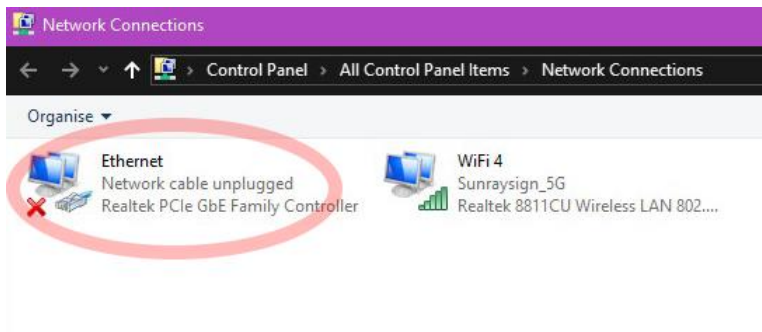 Network Connections
Control Panel > All Control Panel Items > Network Connections
Organise
Ethernet
Network cable unplugged
Realtek PCIe GbE Family Controller
WiFi 4
Sunraysign_5G
Realtek 8811CU Wireless LAN 802....